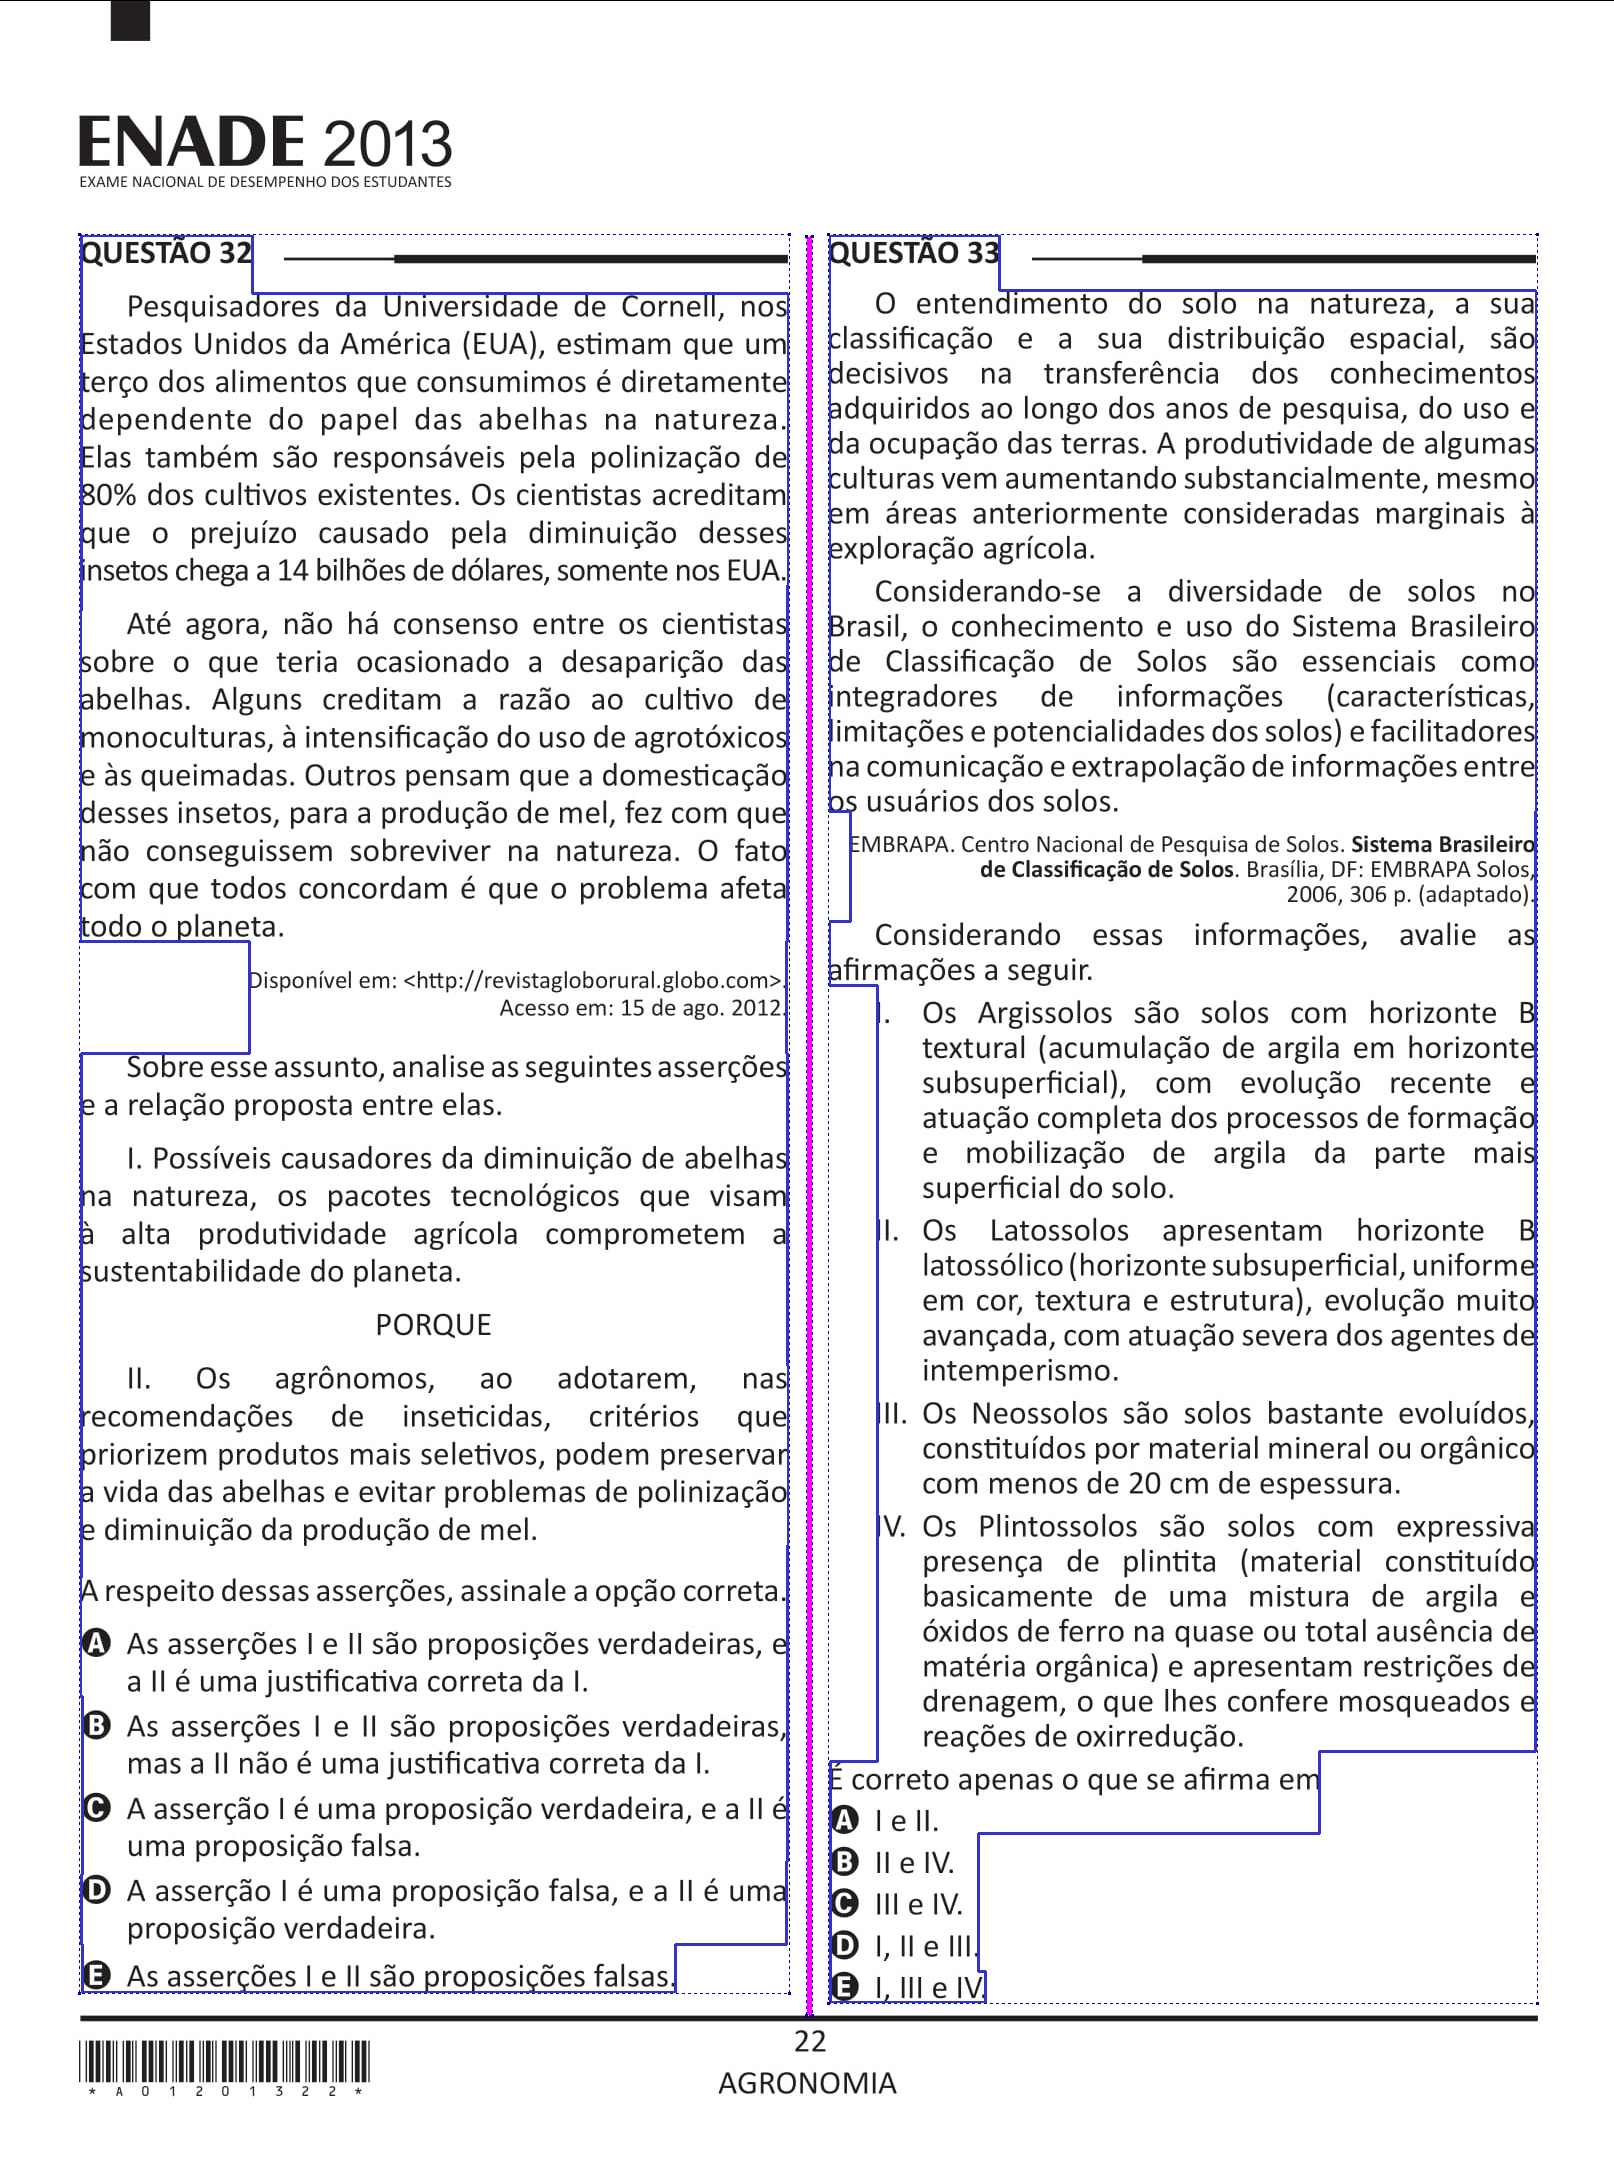 ENADE 2013
EXAME NACIONAL DE DESEMPENHO DOS ESTUDANTES
QUESTÃO 32
Pesquisadores da Universidade de Cornell, nos
Estados Unidos da América (EUA), estimam que um
terço dos alimentos que consumimos é diretamente
dependente do papel das abelhas na natureza.
Elas também são responsáveis pela polinização de
80% dos cultivos existentes. Os cientistas acreditam
que o prejuízo causado pela diminuição desses
insetos chega a 14 bilhões de dólares, somente nos EUA.
Até agora, não há consenso entre os cientistas
sobre o que teria ocasionado a desaparição das
abelhas. Alguns creditam a razão ao cultivo de
monoculturas, à intensificação do uso de agrotóxicos
e às queimadas. Outros pensam que a domesticação
desses insetos, para a produção de mel, fez com que
não conseguissem sobreviver na natureza. O fato
com que todos concordam é que o problema afeta
todo o planeta.
Disponível em: <http://revistagloborural.globo.com>.
Acesso em: 15 de ago. 2012.
Sobre esse assunto, analise as seguintes asserções
e a relação proposta entre elas.
I. Possíveis causadores da diminuição de abelhas
na natureza, os pacotes tecnológicos que visam
à alta produtividade agrícola comprometem a
sustentabilidade do planeta.
PORQUE
II. Os agrônomos, ao adotarem, nas
recomendações de inseticidas, critérios que
priorizem produtos mais seletivos, podem preservar
a vida das abelhas e evitar problemas de polinização
e diminuição da produção de mel.
A respeito dessas asserções, assinale a opção correta.
A As asserções I e II são proposições verdadeiras, e
a II é uma justificativa correta da I.
B As asserções I e II são proposições verdadeiras,
mas a II não é uma justificativa correta da I.
C A asserção I é uma proposição verdadeira, e a II é
uma proposição falsa.
D A asserção I é uma proposição falsa, e a II é uma
proposição verdadeira.
E As asserções I e II são proposições falsas.
QUESTÃO 33
O entendimento do solo na natureza, a sua
classificação e a sua distribuição espacial, são
decisivos na transferência dos conhecimentos
adquiridos ao longo dos anos de pesquisa, do uso e
da ocupação das terras. A produtividade de algumas
culturas vem aumentando substancialmente, mesmo
em áreas anteriormente consideradas marginais à
exploração agrícola.
Considerando-se a diversidade de solos no
Brasil, o conhecimento e uso do Sistema Brasileiro
de Classificação de Solos são essenciais como
integradores de informações (características,
limitações e potencialidades dos solos) e facilitadores
na comunicação e extrapolação de informações entre
os usuários dos solos.
EMBRAPA. Centro Nacional de Pesquisa de Solos. Sistema Brasileiro
de Classificação de Solos. Brasília, DF: EMBRAPA Solos,
2006, 306 p. (adaptado).
Considerando essas informações, avalie as
afirmações a seguir.
I. Os Argissolos são solos com horizonte B
textural (acumulação de argila em horizonte
subsuperficial), com evolução recente e
atuação completa dos processos de formação
e mobilização de argila da parte mais
superficial do solo.
II. Os Latossolos apresentam horizonte B
latossólico (horizonte subsuperficial, uniforme
em cor, textura e estrutura), evolução muito
avançada, com atuação severa dos agentes de
intemperismo.
III. Os Neossolos são solos bastante evoluídos,
constituídos por material mineral ou orgânico
com menos de 20 cm de espessura.
IV. Os Plintossolos são solos com expressiva
presença de plintita (material constituído
basicamente de uma mistura de argila e
óxidos de ferro na quase ou total ausência de
matéria orgânica) e apresentam restrições de
drenagem, o que lhes confere mosqueados e
reações de oxirredução.
É correto apenas o que se afirma em
A I e II.
B II e IV.
C III e IV.
D I, II e III.
E I, III e IV.
22
AGRONOMIA
* A 0 1 2 0 1 3 2 2 *